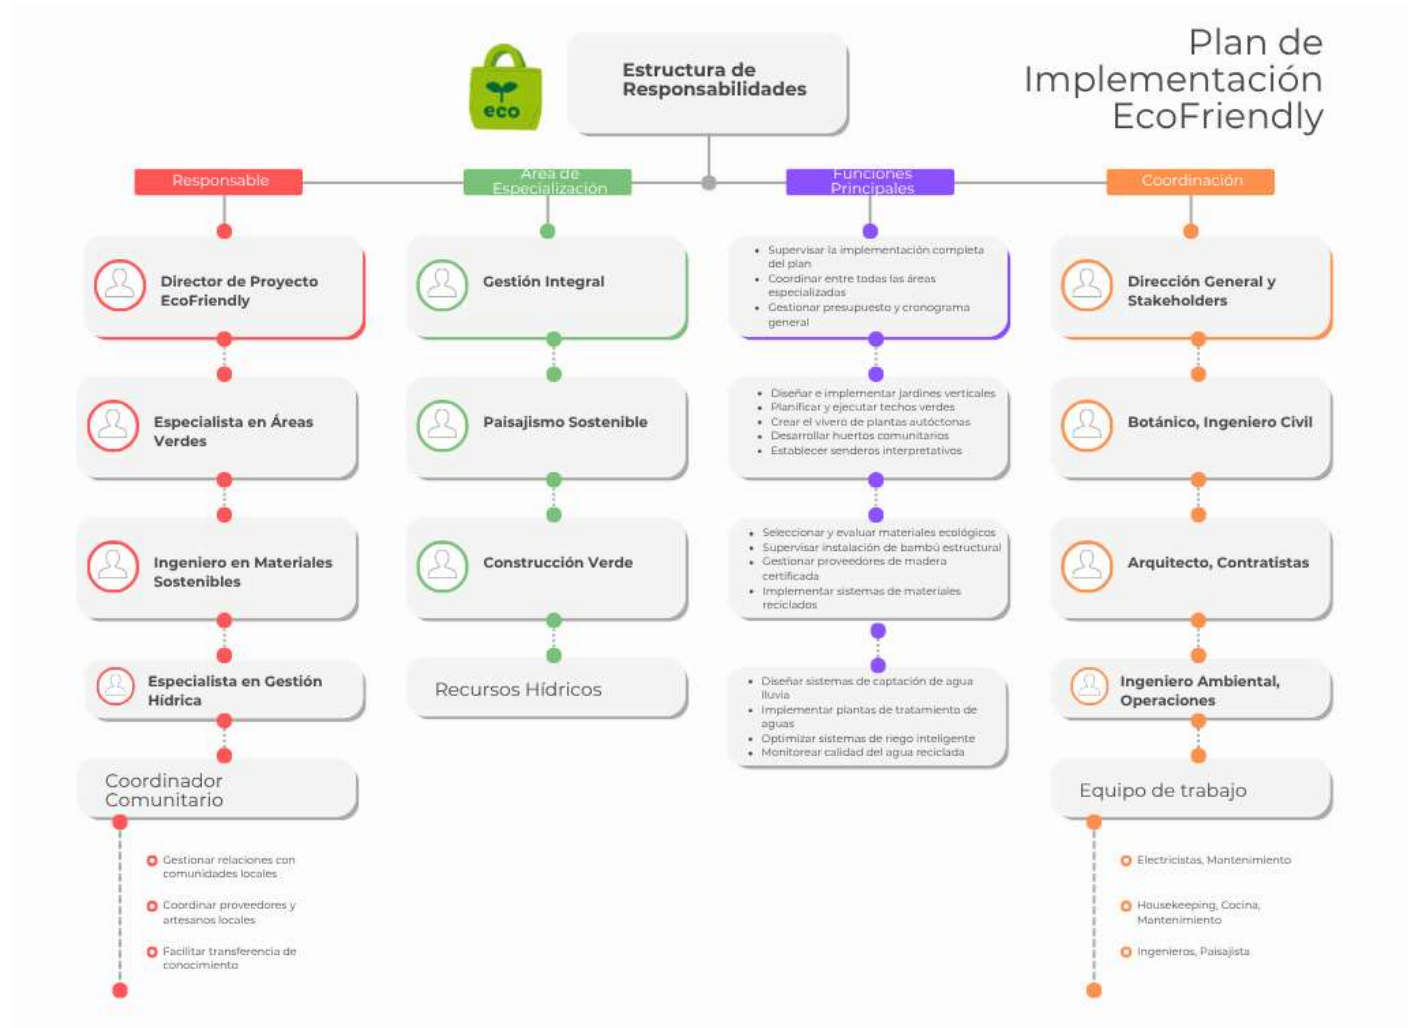 Plan de
Implementación
EcoFriendly
eco
Estructura de
Responsabilidades
Responsable
Director de Proyecto
EcoFriendly
Especialista en Áreas
Verdes
Ingeniero en Materiales
Sostenibles
Especialista en Gestión
Hídrica
Coordinador
Comunitario
Gestionar relaciones con
comunidades locales
Coordinar proveedores y
artesanos locales
Facilitar transferencia de
conocimiento
Área de
Especialización
Gestión Integral
Paisajismo Sostenible
Construcción Verde
Recursos Hídricos
Funciones
Principales
• Supervisar la implementación completa
del plan
• Coordinar entre todas las áreas
especializadas
• Gestionar presupuesto y cronograma
general
• Diseñar e implementar jardines verticales
• Planificar y ejecutar techos verdes
• Crear el vivero de plantas autóctonas
• Desarrollar huertos comunitarios
• Establecer senderos interpretativos
• Seleccionar y evaluar materiales ecológicos
• Supervisar instalación de bambú estructural
• Gestionar proveedores de madera
certificada
• Implementar sistemas de materiales
reciclados
• Diseñar sistemas de captación de agua
lluvia
• Implementar plantas de tratamiento de
aguas
• Optimizar sistemas de riego inteligente
• Monitorear calidad del agua reciclada
Coordinación
Dirección General y
Stakeholders
Botánico, Ingeniero Civil
Arquitecto, Contratistas
Ingeniero Ambiental,
Operaciones
Equipo de trabajo
Electricistas, Mantenimiento
Housekeeping, Cocina,
Mantenimiento
Ingenieros, Paisajista